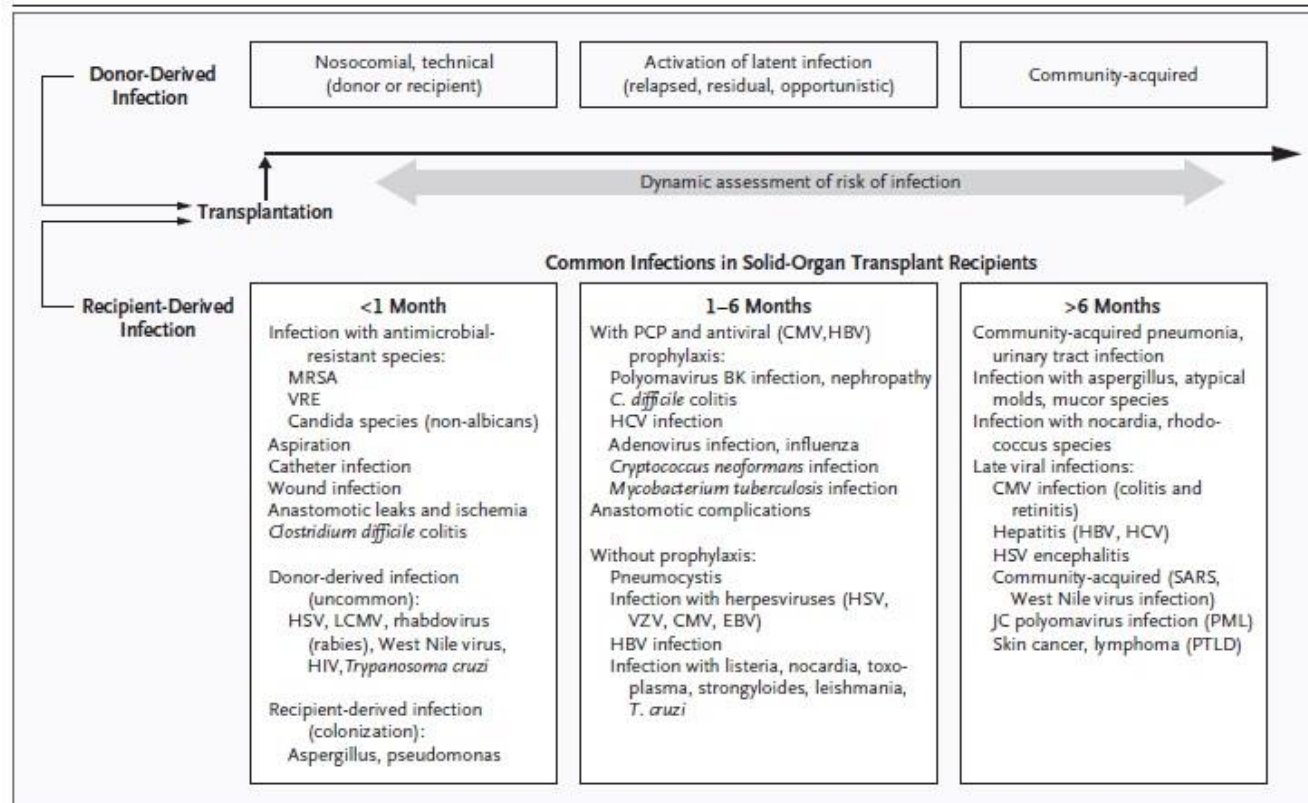 Donor-Derived
Infection
Nosocomial, technical
(donor or recipient)
Activation of latent infection
(relapsed, residual, opportunistic)
Community-acquired
Dynamic assessment of risk of infection
Transplantation
Common Infections in Solid-Organ Transplant Recipients
Recipient-Derived
Infection
<1 Month
Infection with antimicrobial-
resistant species:
MRSA
VRE
Candida species (non-albicans)
Aspiration
Catheter infection
Wound infection
Anastomotic leaks and ischemia
Clostridium difficile colitis
Donor-derived infection
(uncommon):
HSV, LCMV, rhabdovirus
(rabies), West Nile virus,
HIV, Trypanosoma cruzi
Recipient-derived infection
(colonization):
Aspergillus, pseudomonas
1–6 Months
With PCP and antiviral (CMV,HBV)
prophylaxis:
Polyomavirus BK infection, nephropathy
C. difficile colitis
HCV infection
Adenovirus infection, influenza
Cryptococcus neoformans infection
Mycobacterium tuberculosis infection
Anastomotic complications
Without prophylaxis:
Pneumocystis
Infection with herpesviruses (HSV,
VZV, CMV, EBV)
HBV infection
Infection with listeria, nocardia, toxo-
plasma, strongyloides, leishmania,
T. cruzi
>6 Months
Community-acquired pneumonia,
urinary tract infection
Infection with aspergillus, atypical
molds, mucor species
Infection with nocardia, rhodo-
coccus species
Late viral infections:
CMV infection (colitis and
retinitis)
Hepatitis (HBV, HCV)
HSV encephalitis
Community-acquired (SARS,
West Nile virus infection)
JC polyomavirus infection (PML)
Skin cancer, lymphoma (PTLD)